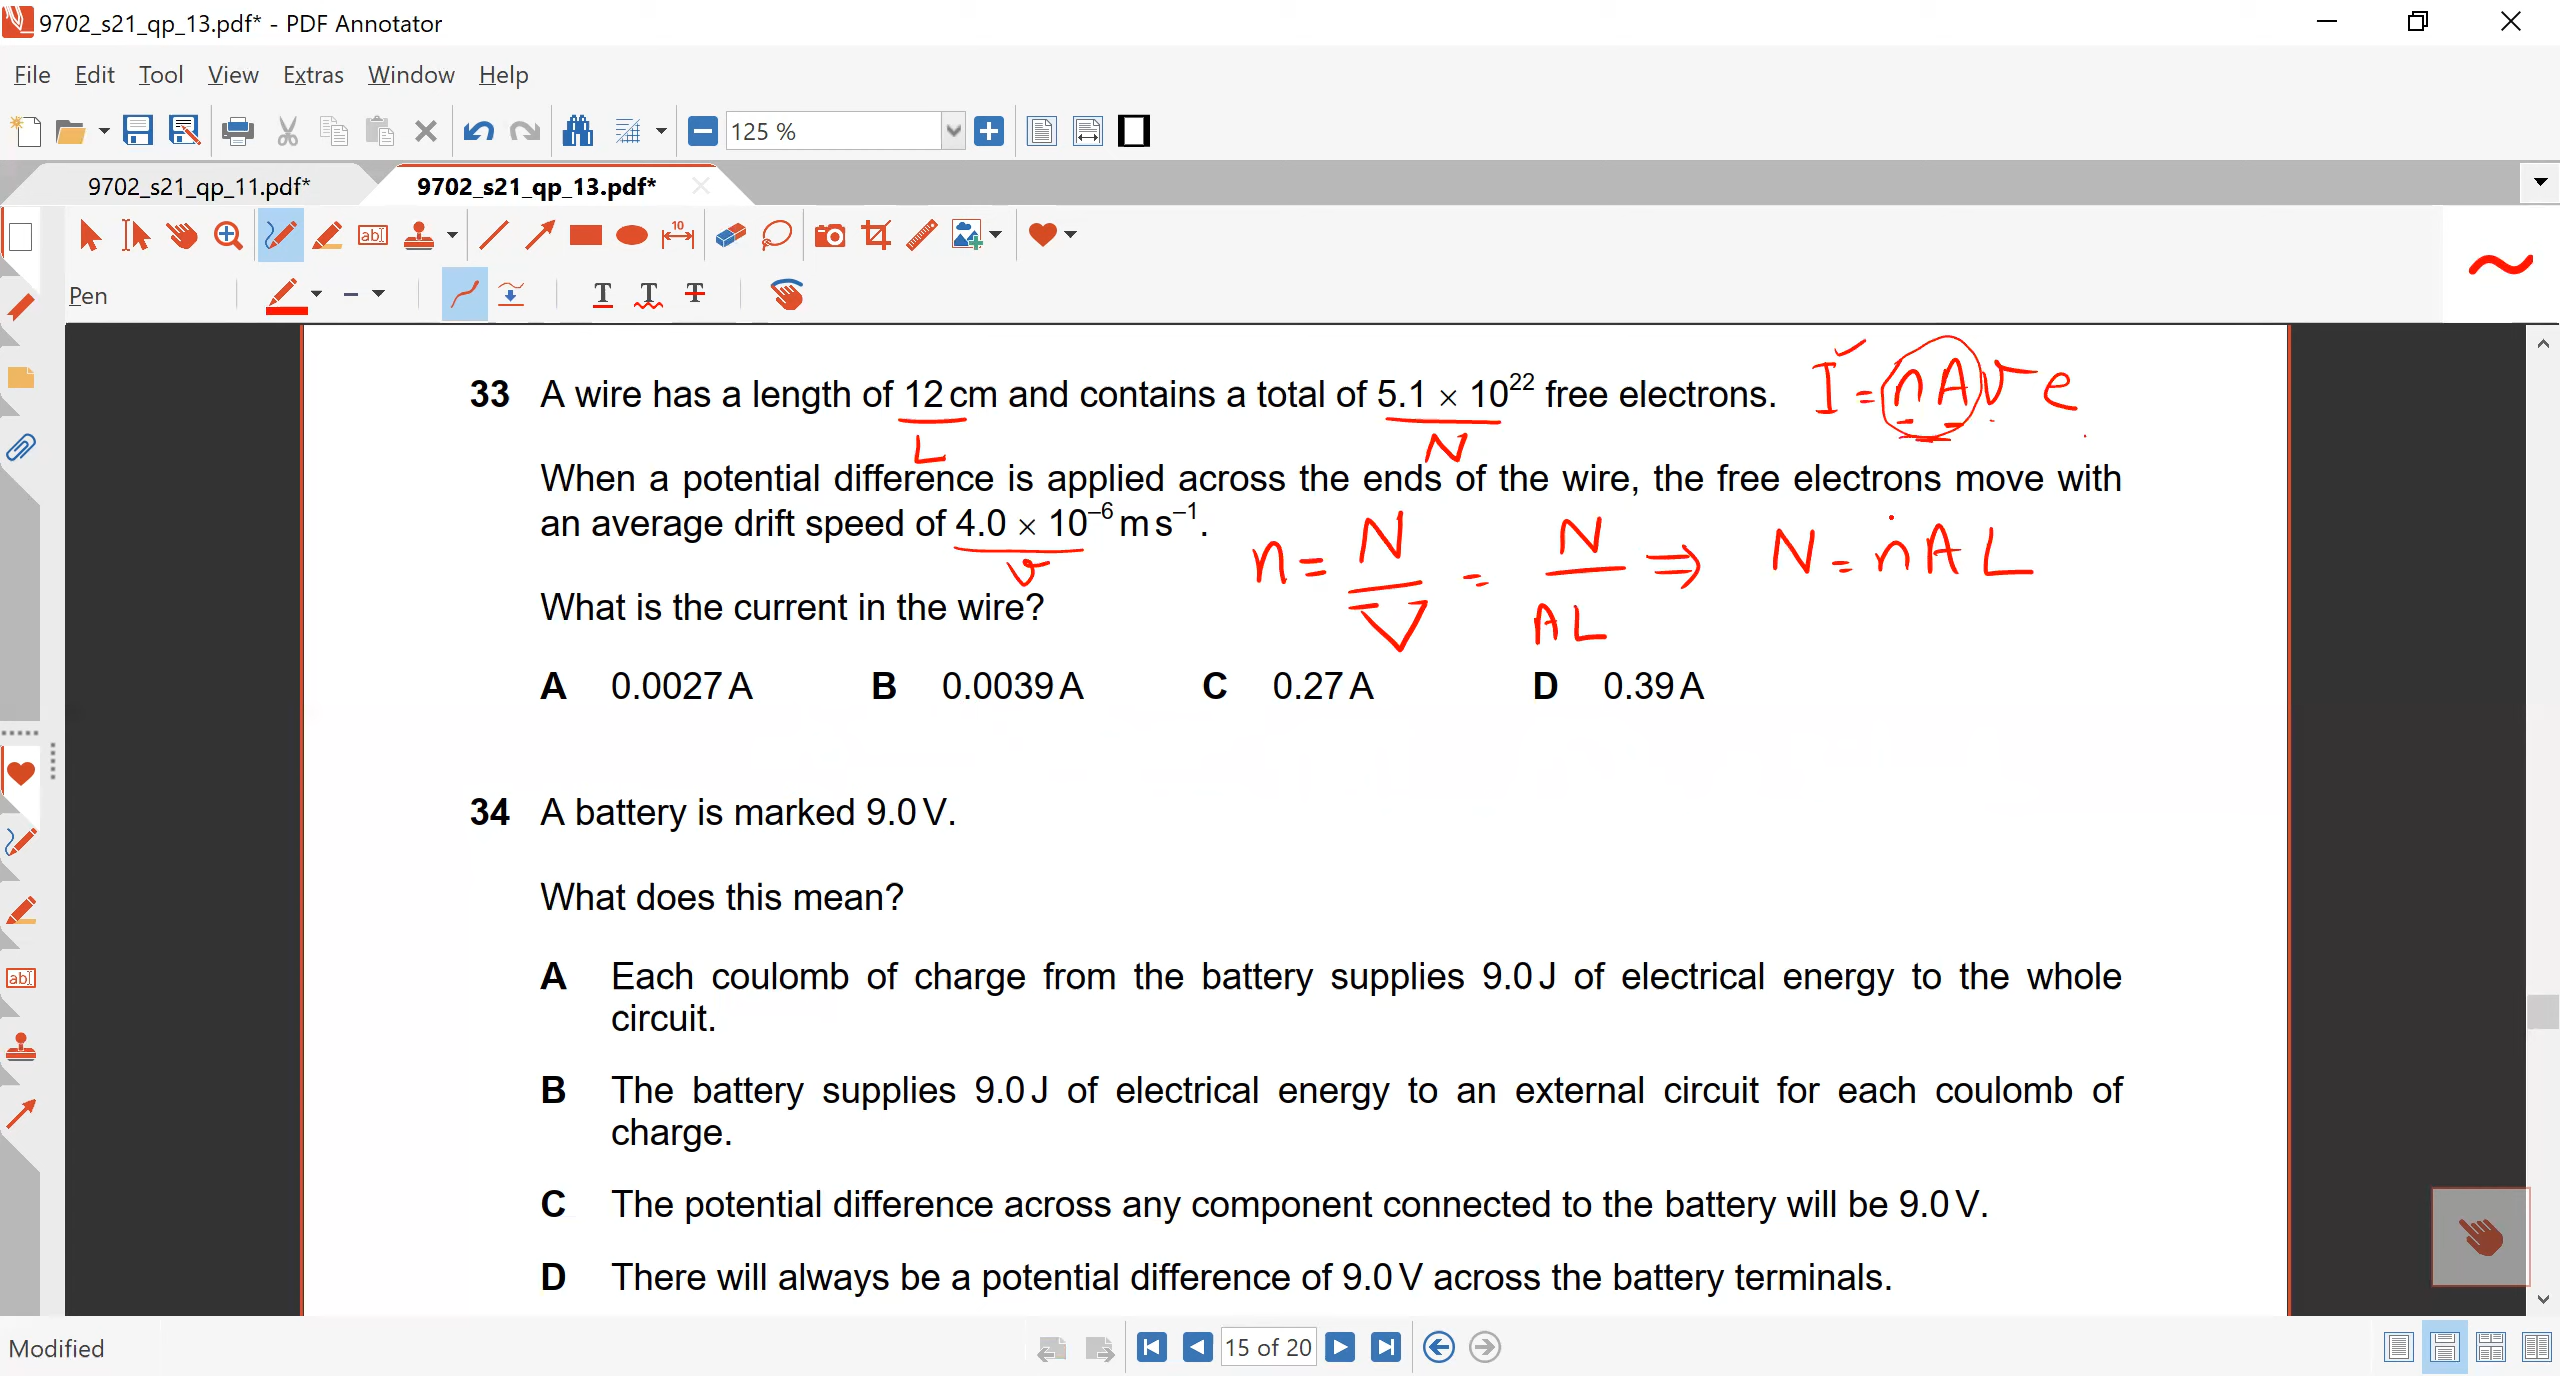 9702_s21_qp_13.pdf* - PDF Annotator
File Edit Tool View Extras Window Help
125 %
9702_s21_qp_11.pdf* 9702_s21_qp_13.pdf*
Pen
33 A wire has a length of 12 cm and contains a total of 5.1 × 10²² free electrons. I = nAve
L N
When a potential difference is applied across the ends of the wire, the free electrons move with
an average drift speed of 4.0 × 10⁻⁶ m s⁻¹.
v n = N/V = N/AL ⇒ N = nAL
What is the current in the wire?
A 0.0027 A B 0.0039 A C 0.27 A D 0.39 A
34 A battery is marked 9.0 V.
What does this mean?
A Each coulomb of charge from the battery supplies 9.0 J of electrical energy to the whole
circuit.
B The battery supplies 9.0 J of electrical energy to an external circuit for each coulomb of
charge.
C The potential difference across any component connected to the battery will be 9.0 V.
D There will always be a potential difference of 9.0 V across the battery terminals.
Modified 15 of 20